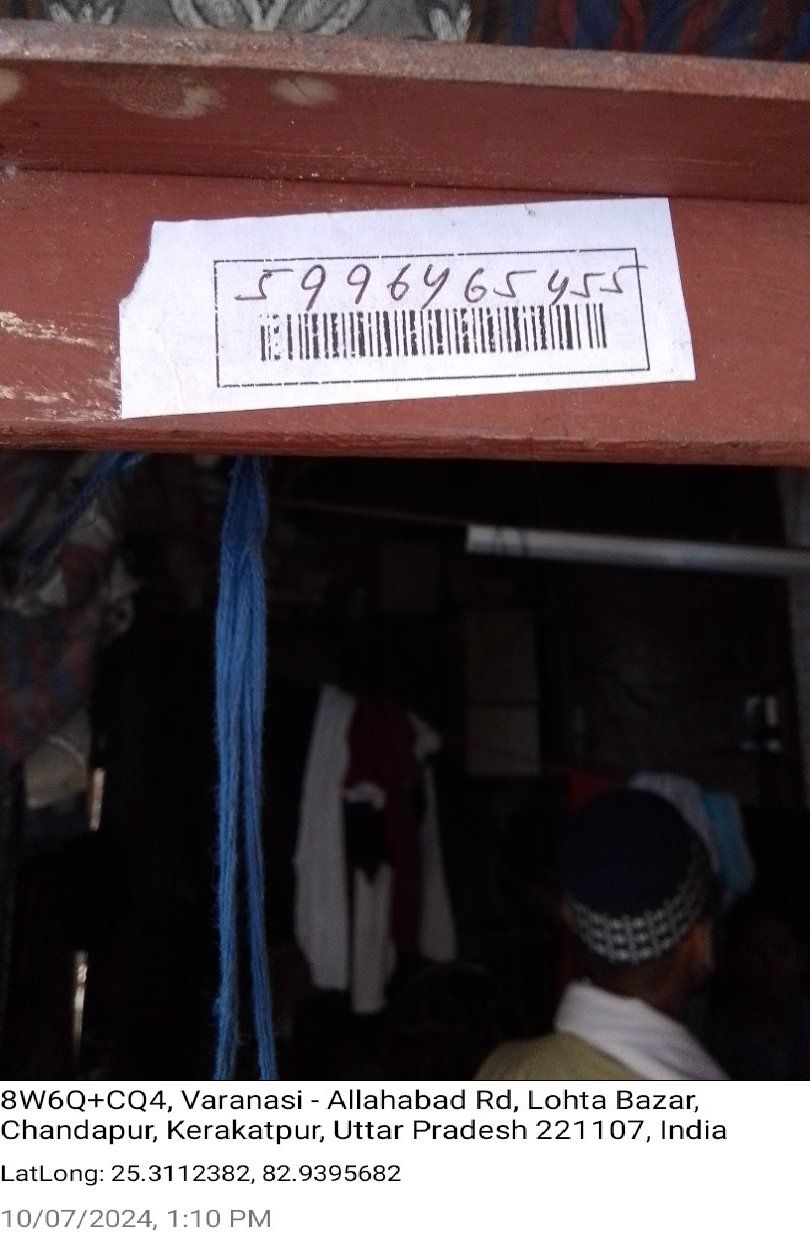 5996465455
8W6Q+CQ4, Varanasi - Allahabad Rd, Lohta Bazar,
Chandapur, Kerakatpur, Uttar Pradesh 221107, India
LatLong: 25.3112382, 82.9395682
10/07/2024, 1:10 PM